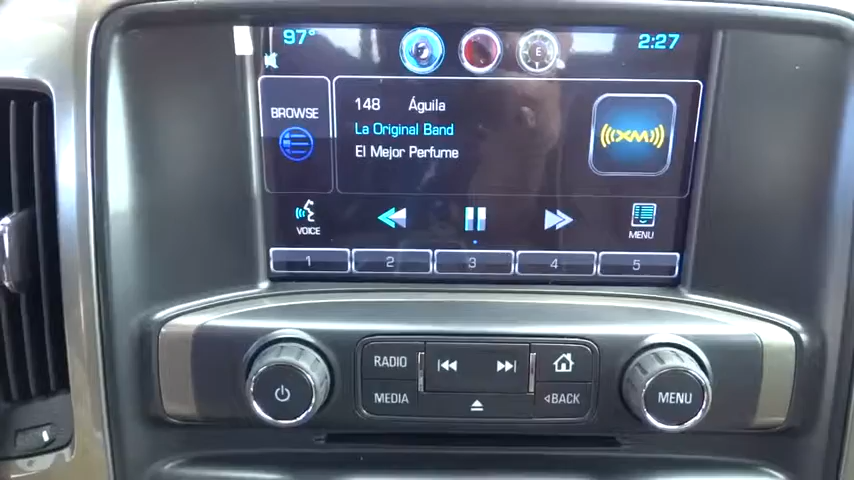 97°
E
2:27
BROWSE
148 Águila
La Original Band
El Mejor Perfume
XM
VOICE
MENU
1 2 3 4 5
RADIO
MEDIA
BACK
MENU